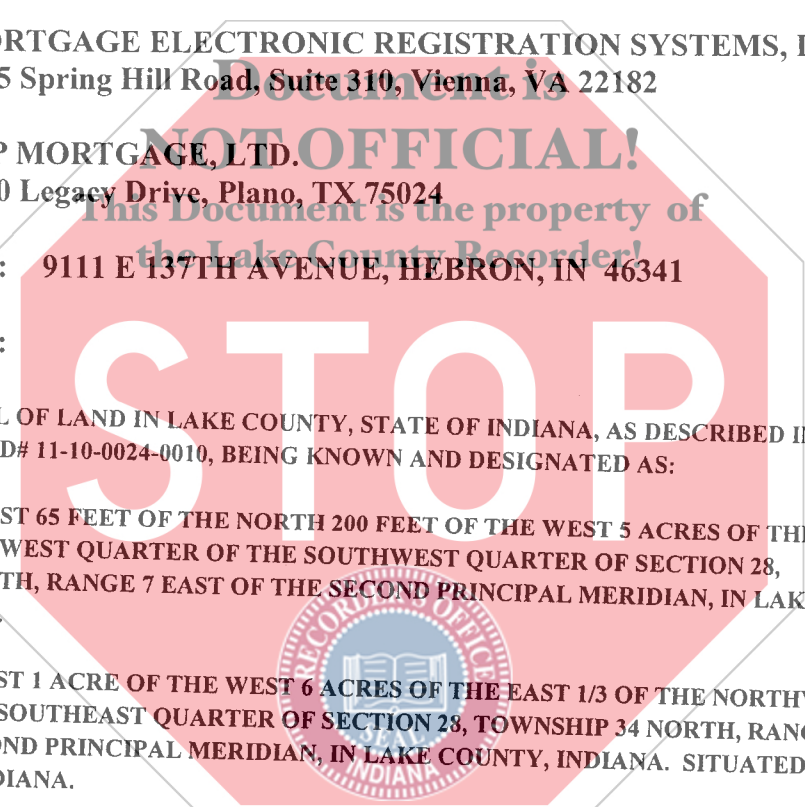 ORTGAGE ELECTRONIC REGISTRATION SYSTEMS, I
5 Spring Hill Road, Suite 310, Vienna, VA 22182
Document is
NOT OFFICIAL!
P MORTGAGE, LTD.
0 Legacy Drive, Plano, TX 75024
This Document is the property of
the Lake County Recorder!
: 9111 E 137TH AVENUE, HEBRON, IN 46341
:
STOP
L OF LAND IN LAKE COUNTY, STATE OF INDIANA, AS DESCRIBED I
D# 11-10-0024-0010, BEING KNOWN AND DESIGNATED AS:
ST 65 FEET OF THE NORTH 200 FEET OF THE WEST 5 ACRES OF TH
WEST QUARTER OF THE SOUTHWEST QUARTER OF SECTION 28,
TH, RANGE 7 EAST OF THE SECOND PRINCIPAL MERIDIAN, IN LAK
RECORDER'S OFFICE
SEAL
INDIANA
ST 1 ACRE OF THE WEST 6 ACRES OF THE EAST 1/3 OF THE NORTHW
SOUTHEAST QUARTER OF SECTION 28, TOWNSHIP 34 NORTH, RANG
OND PRINCIPAL MERIDIAN, IN LAKE COUNTY, INDIANA. SITUATED
DIANA.